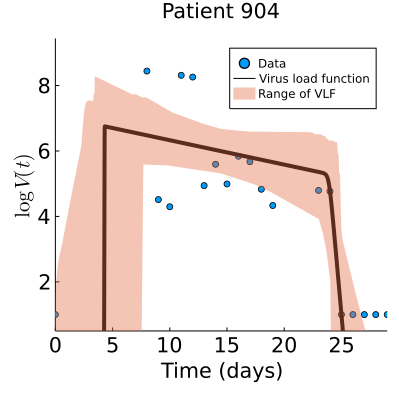 Patient 904
Data
Virus load function
Range of VLF
log V(t)
8
6
4
2
0 5 10 15 20 25
Time (days)